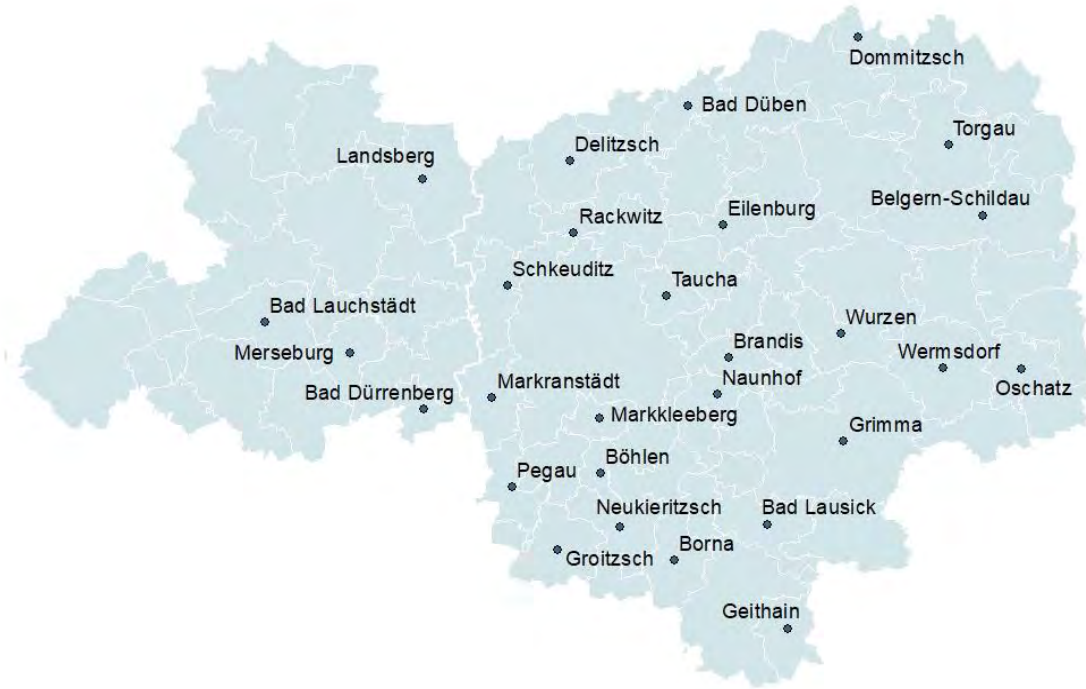 Dommitzsch
Bad Düben
Torgau
Delitzsch
Landsberg
Belgern-Schildau
Eilenburg
Rackwitz
Schkeuditz
Taucha
Bad Lauchstädt
Wurzen
Brandis
Merseburg
Wermsdorf
Naunhof
Markranstädt
Oschatz
Bad Dürrenberg
Markkleeberg
Grimma
Böhlen
Pegau
Neukieritzsch
Bad Lausick
Borna
Groitzsch
Geithain